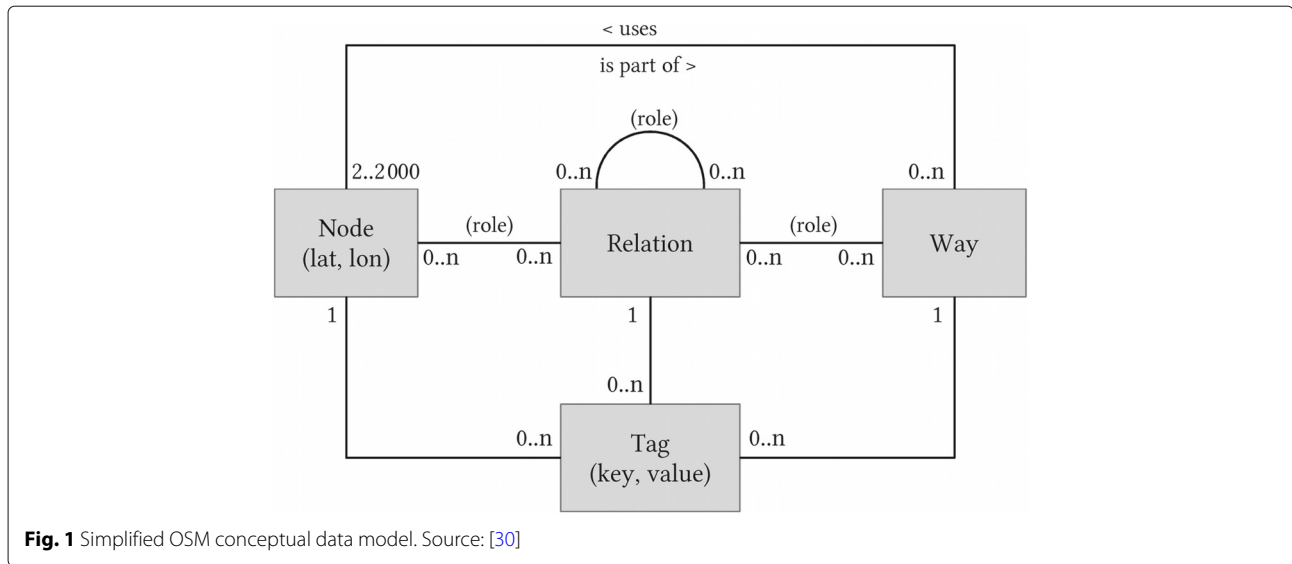 < uses
is part of >
(role)
2..2000
0..n
0..n
0..n
Node
(lat, lon)
(role)
0..n
0..n
Relation
(role)
0..n
0..n
Way
1
1
1
0..n
0..n
0..n
Tag
(key, value)
Fig. 1 Simplified OSM conceptual data model. Source: [30]